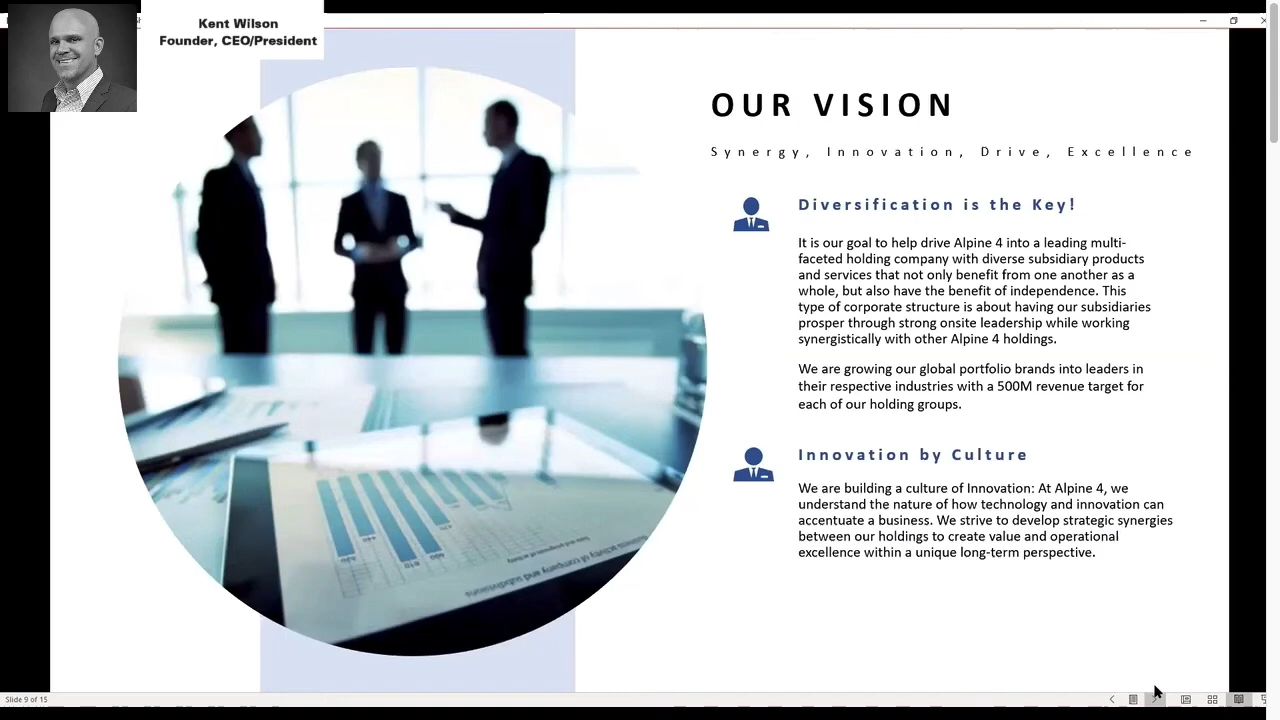 Kent Wilson
Founder, CEO/President
OUR VISION
Synergy, Innovation, Drive, Excellence
Diversification is the Key!
It is our goal to help drive Alpine 4 into a leading multi-
faceted holding company with diverse subsidiary products
and services that not only benefit from one another as a
whole, but also have the benefit of independence. This
type of corporate structure is about having our subsidiaries
prosper through strong onsite leadership while working
synergistically with other Alpine 4 holdings.
We are growing our global portfolio brands into leaders in
their respective industries with a 500M revenue target for
each of our holding groups.
Innovation by Culture
We are building a culture of Innovation: At Alpine 4, we
understand the nature of how technology and innovation can
accentuate a business. We strive to develop strategic synergies
between our holdings to create value and operational
excellence within a unique long-term perspective.
business activity of company and subdivisions
Slide 9 of 15